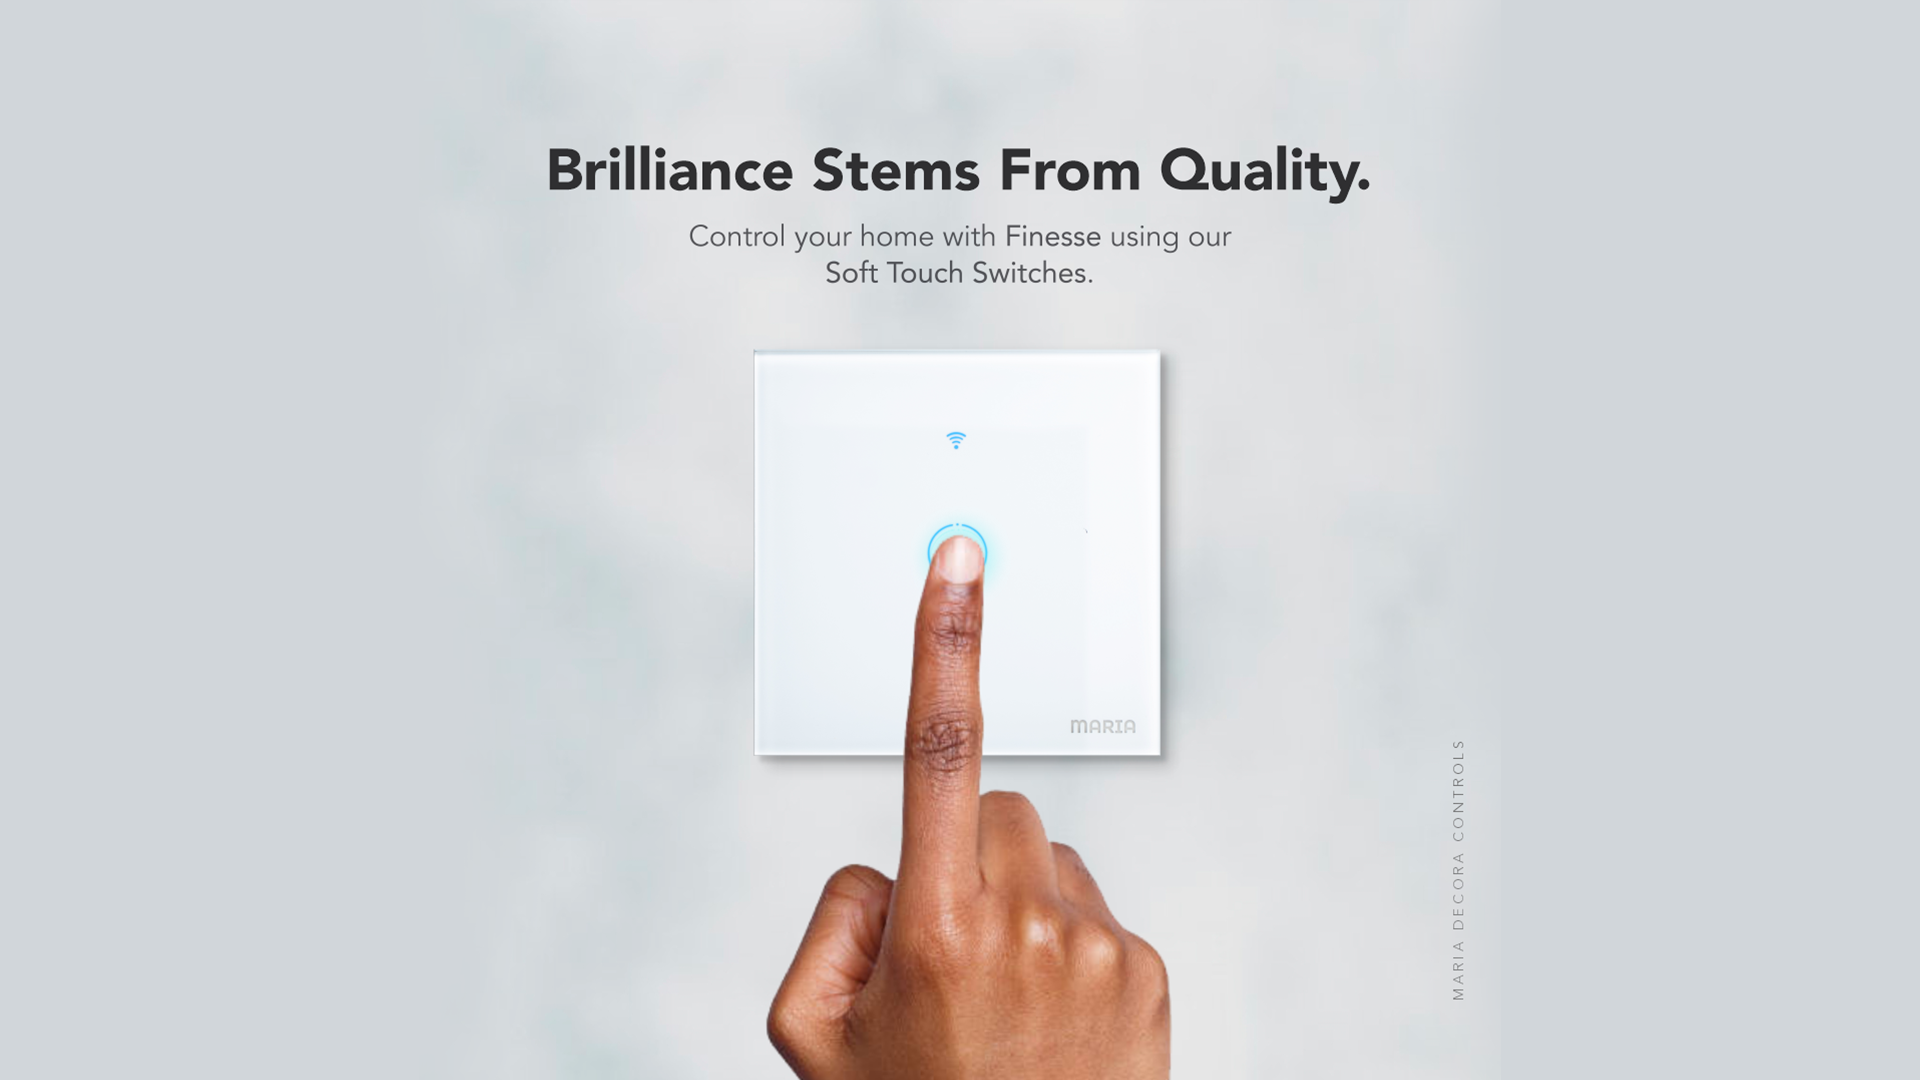 Brilliance Stems From Quality.
Control your home with Finesse using our
Soft Touch Switches.
MARIA
MARIA DECORA CONTROLS